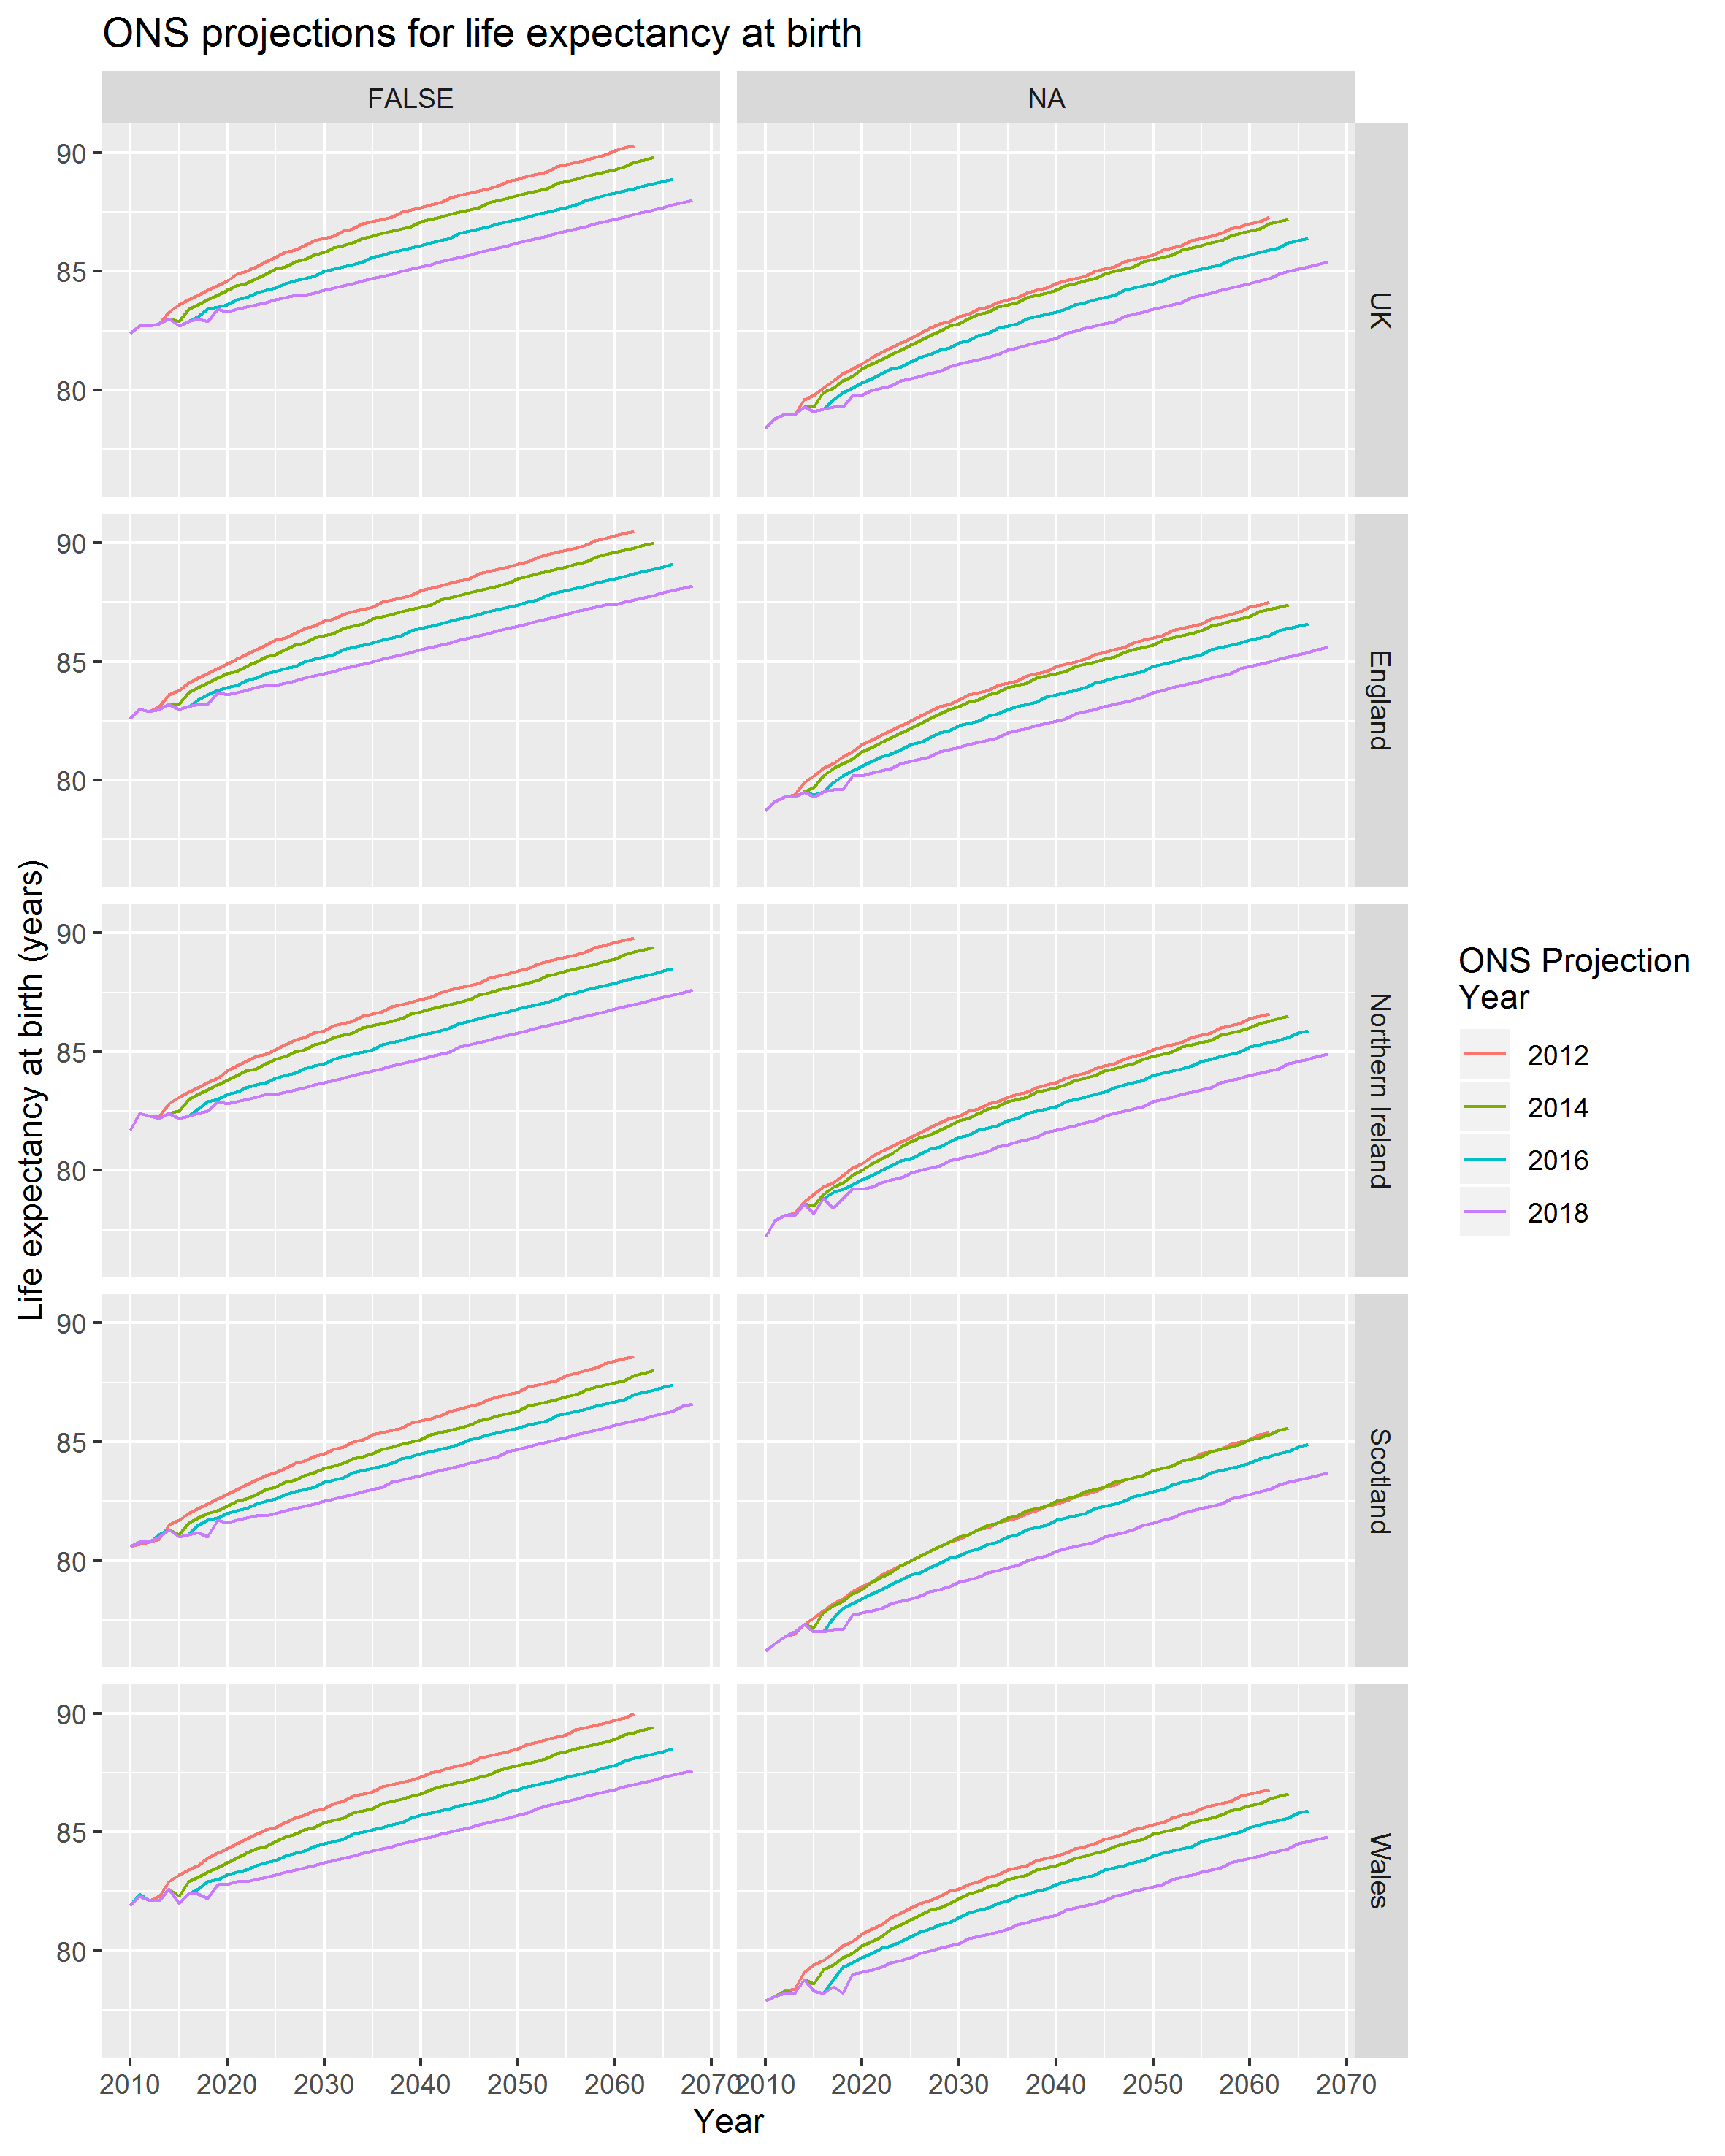 ONS projections for life expectancy at birth
FALSE
NA
90
85
80
UK
90
85
80
England
90
85
80
Northern Ireland
90
85
80
Scotland
90
85
80
Wales
2010 2020 2030 2040 2050 2060 2070
2010 2020 2030 2040 2050 2060 2070
Year
Life expectancy at birth (years)
ONS Projection
Year
2012
2014
2016
2018